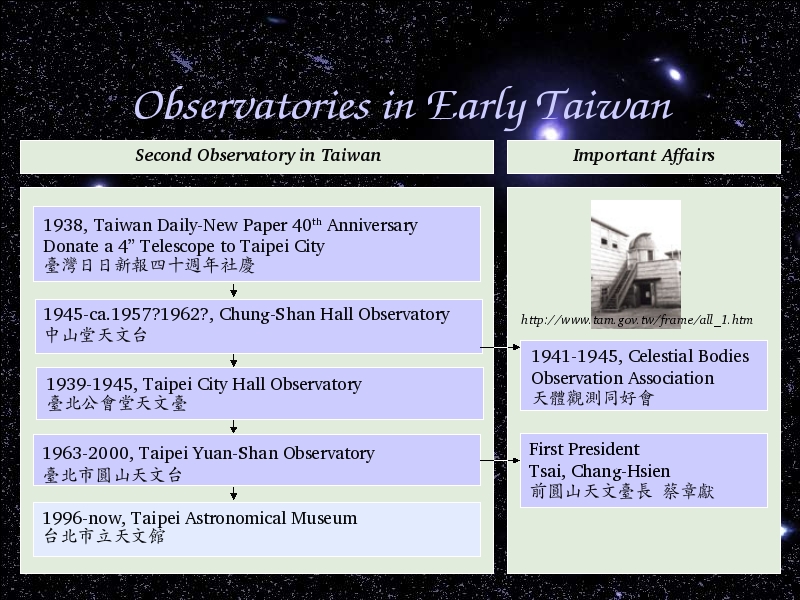 Observatories in Early Taiwan
Second Observatory in Taiwan
1938, Taiwan Daily-New Paper 40th Anniversary
Donate a 4” Telescope to Taipei City
臺灣日日新報四十週年社慶
1945-ca.1957?1962?, Chung-Shan Hall Observatory
中山堂天文台
1939-1945, Taipei City Hall Observatory
臺北公會堂天文臺
1963-2000, Taipei Yuan-Shan Observatory
臺北市圓山天文台
1996-now, Taipei Astronomical Museum
台北市立天文館
Important Affairs
http://www.tam.gov.tw/frame/all_1.htm
1941-1945, Celestial Bodies
Observation Association
天體觀測同好會
First President
Tsai, Chang-Hsien
前圓山天文臺長 蔡章獻